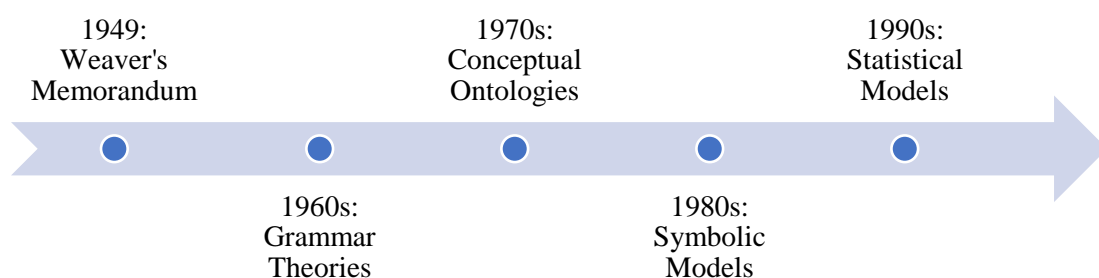 1949:
Weaver's
Memorandum
1960s:
Grammar
Theories
1970s:
Conceptual
Ontologies
1980s:
Symbolic
Models
1990s:
Statistical
Models